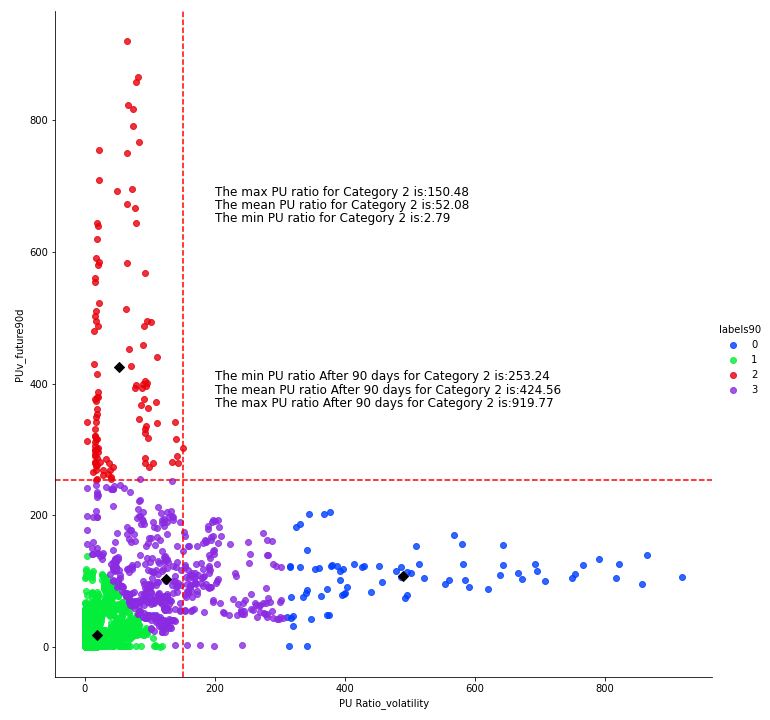 800
600
400
200
0
PUv_future90d
The max PU ratio for Category 2 is:150.48
The mean PU ratio for Category 2 is:52.08
The min PU ratio for Category 2 is:2.79
The min PU ratio After 90 days for Category 2 is:253.24
The mean PU ratio After 90 days for Category 2 is:424.56
The max PU ratio After 90 days for Category 2 is:919.77
labels90
0
1
2
3
0 200 400 600 800
PU Ratio_volatility